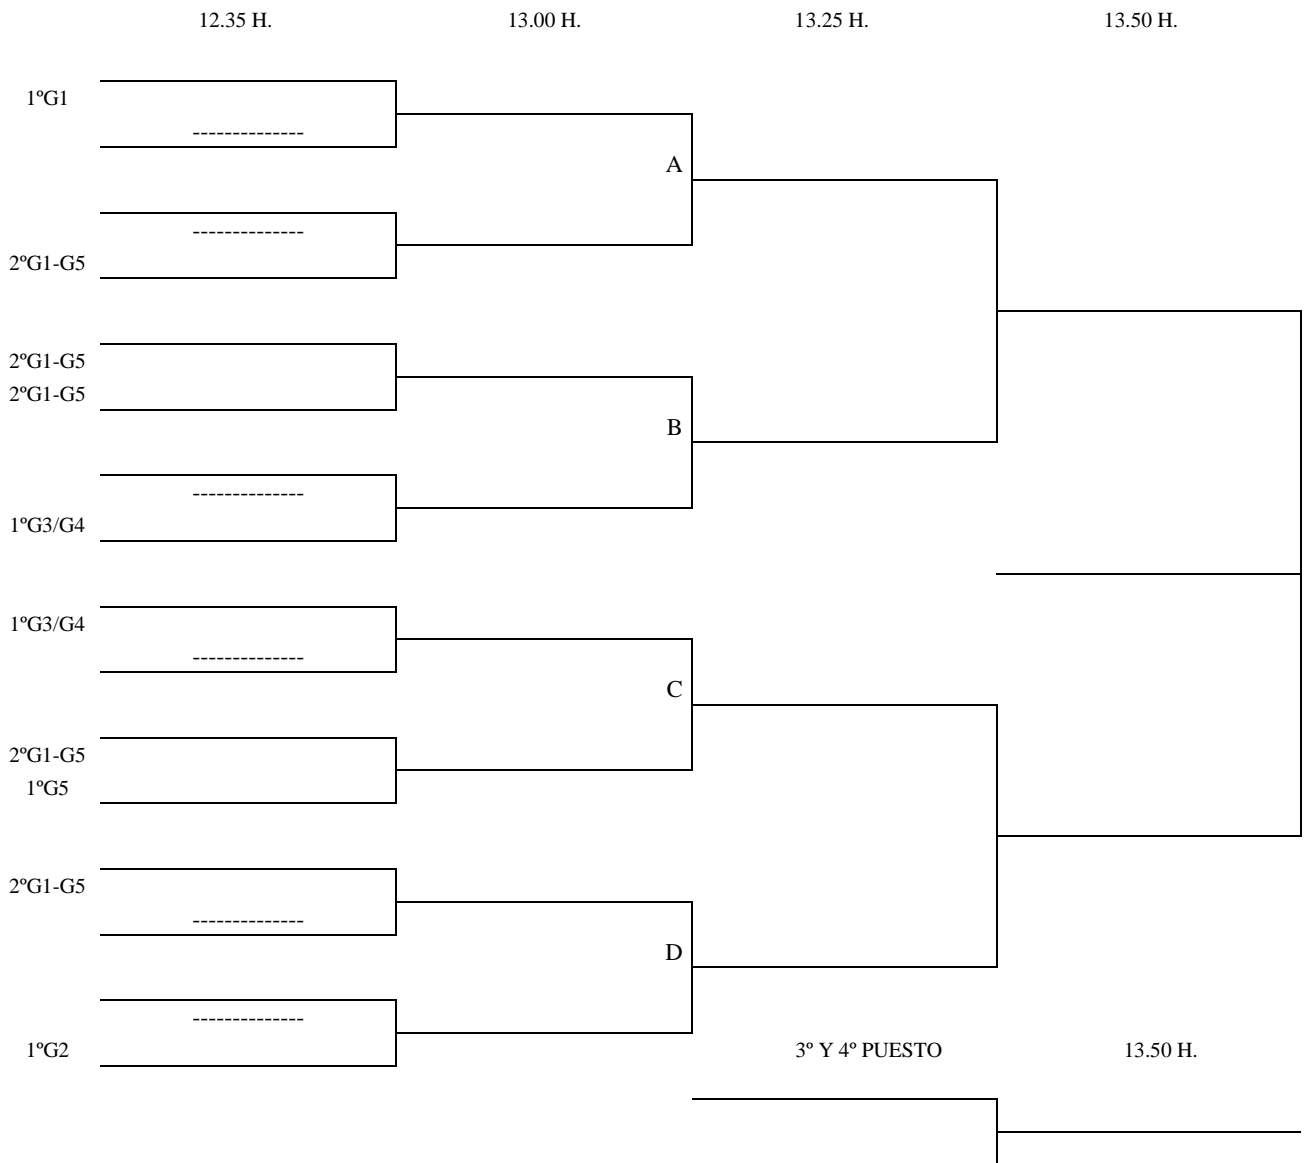 12.35 H. 13.00 H. 13.25 H. 13.50 H.
1ºG1
--------------
A
--------------
2ºG1-G5
2ºG1-G5
2ºG1-G5
B
--------------
1ºG3/G4
1ºG3/G4
--------------
C
2ºG1-G5
1ºG5
2ºG1-G5
--------------
D
--------------
1ºG2 3º Y 4º PUESTO 13.50 H.